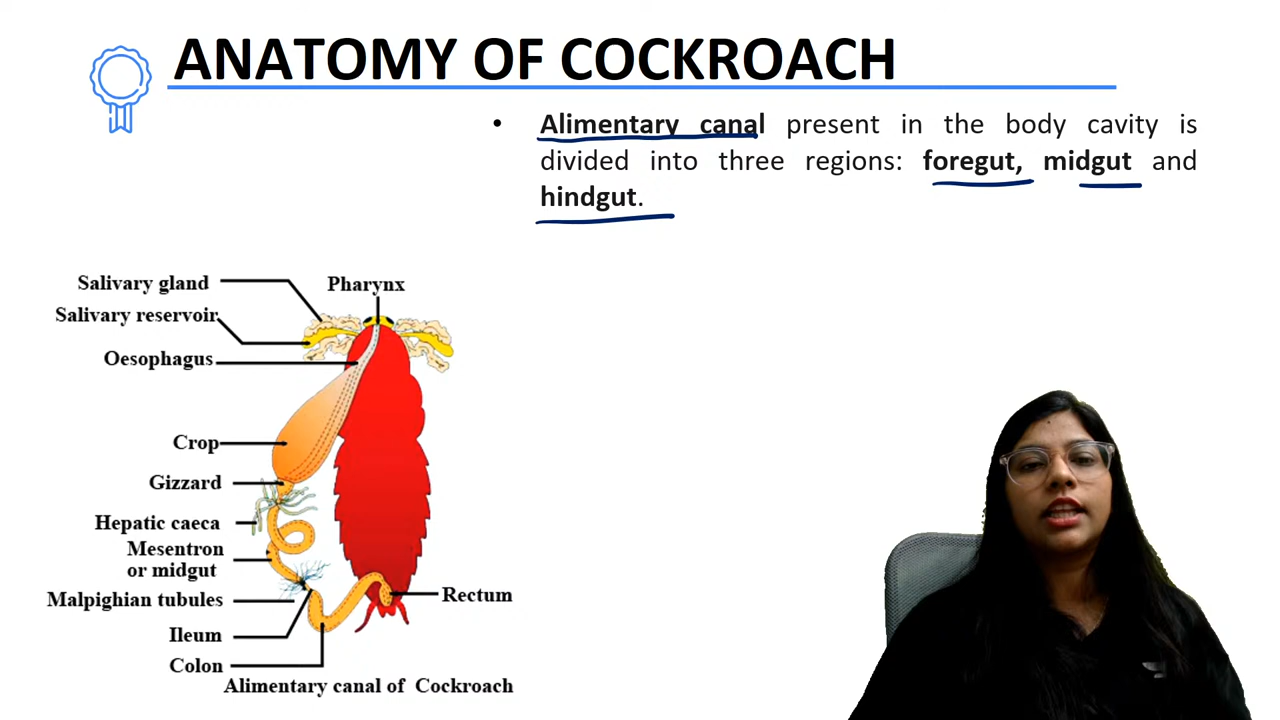 ANATOMY OF COCKROACH
• Alimentary canal present in the body cavity is
divided into three regions: foregut, midgut and
hindgut.
Salivary gland
Pharynx
Salivary reservoir
Oesophagus
Crop
Gizzard
Hepatic caeca
Mesentron
or midgut
Malpighian tubules
Rectum
Ileum
Colon
Alimentary canal of Cockroach